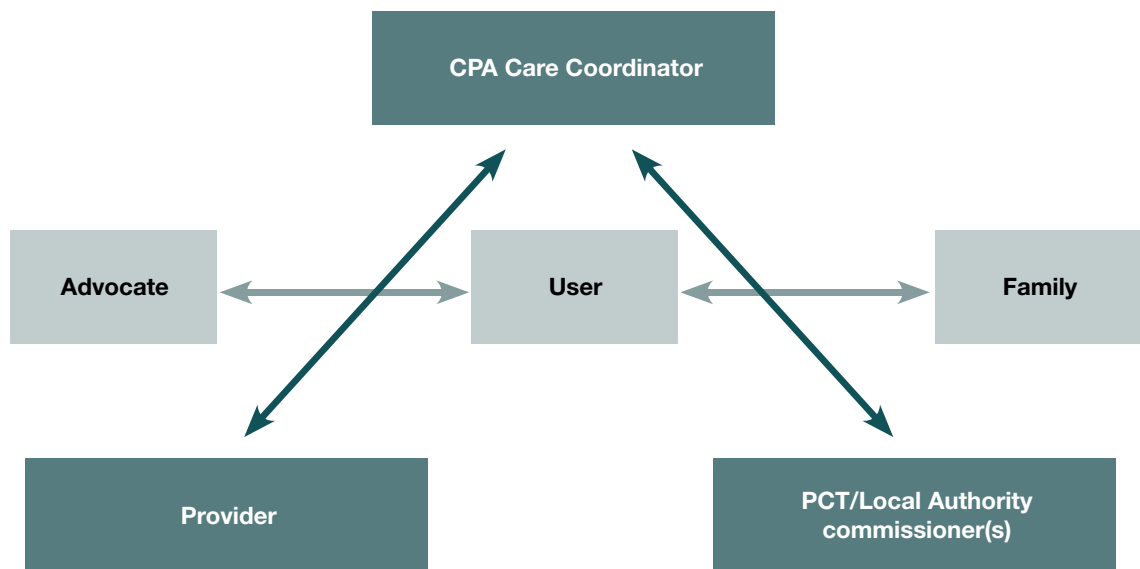 CPA Care Coordinator
Advocate
User
Family
Provider
PCT/Local Authority
commissioner(s)